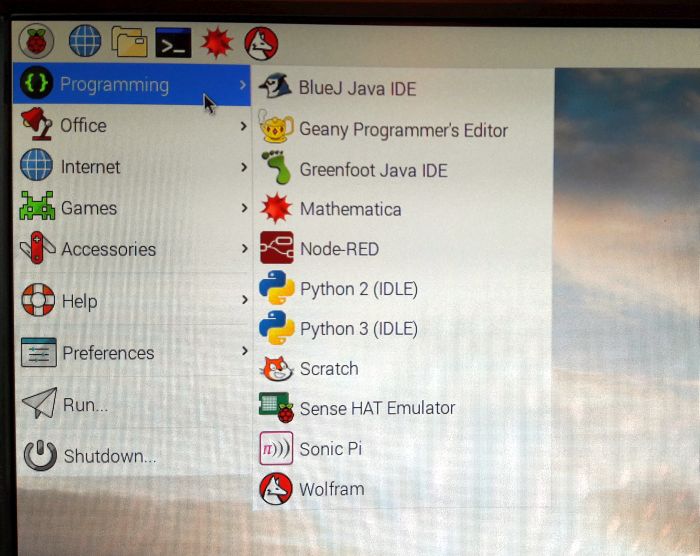 Programming
Office
Internet
Games
Accessories
Help
Preferences
Run...
Shutdown...
BlueJ Java IDE
Geany Programmer's Editor
Greenfoot Java IDE
Mathematica
Node-RED
Python 2 (IDLE)
Python 3 (IDLE)
Scratch
Sense HAT Emulator
Sonic Pi
Wolfram